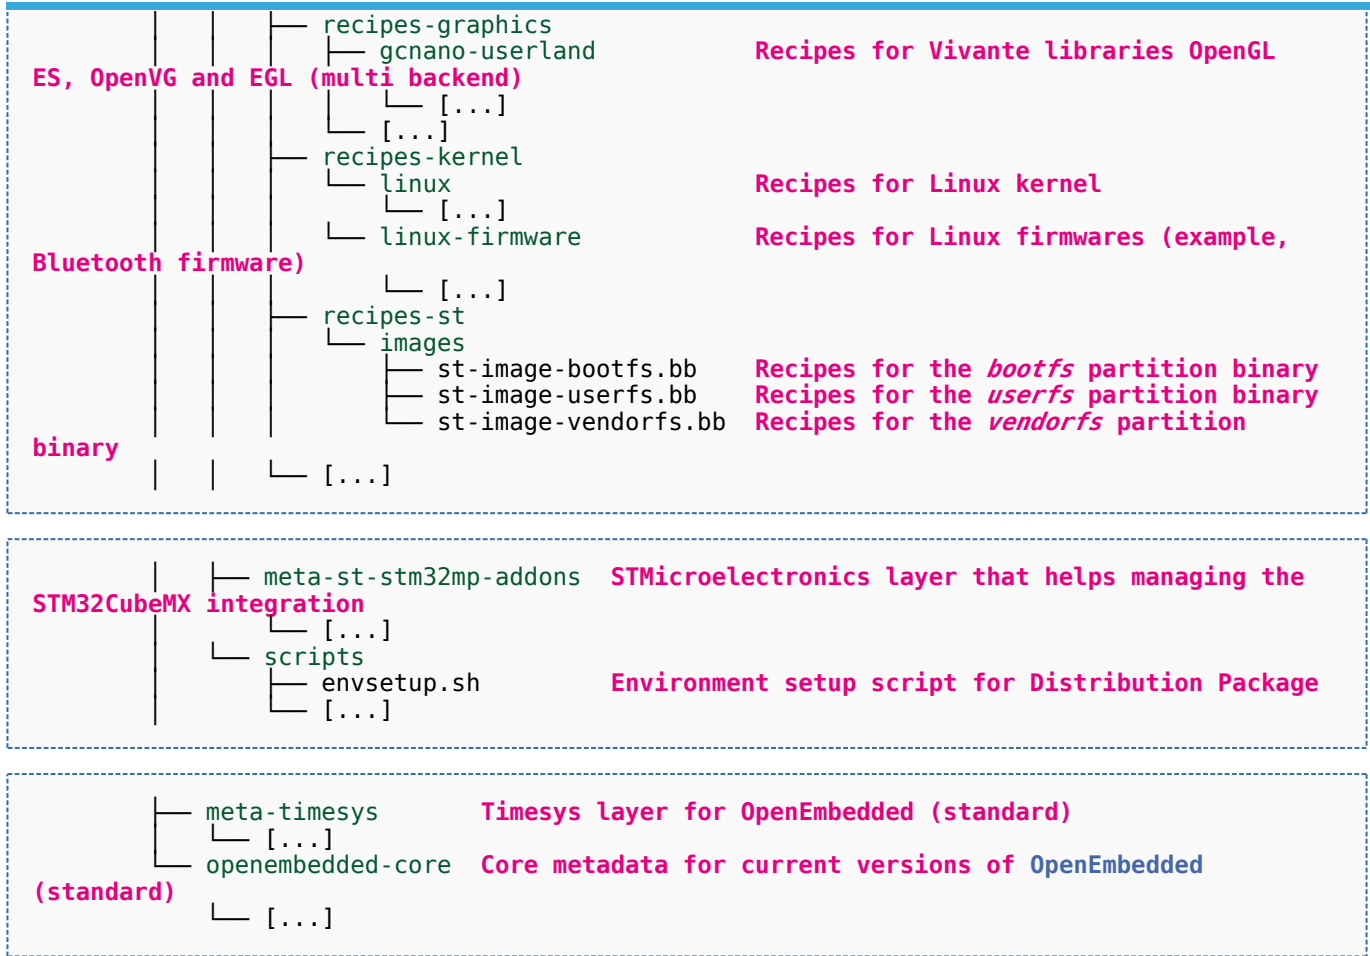 │   │   ├── recipes-graphics
│   │   │   ├── gcnano-userland           Recipes for Vivante libraries OpenGL
ES, OpenVG and EGL (multi backend)
│   │   │   │   └── [...]
│   │   │   └── [...]
│   │   ├── recipes-kernel
│   │   │   └── linux                     Recipes for Linux kernel
│   │   │       └── [...]
│   │   │   └── linux-firmware            Recipes for Linux firmwares (example,
Bluetooth firmware)
│   │   │       └── [...]
│   │   ├── recipes-st
│   │   │   └── images
│   │   │       ├── st-image-bootfs.bb    Recipes for the bootfs partition binary
│   │   │       ├── st-image-userfs.bb    Recipes for the userfs partition binary
│   │   │       └── st-image-vendorfs.bb  Recipes for the vendorfs partition
binary
│   │   └── [...]
│   ├── meta-st-stm32mp-addons  STMicroelectronics layer that helps managing the
STM32CubeMX integration
│       └── [...]
│   └── scripts
│       ├── envsetup.sh         Environment setup script for Distribution Package
│       └── [...]
├── meta-timesys       Timesys layer for OpenEmbedded (standard)
│   └── [...]
└── openembedded-core  Core metadata for current versions of OpenEmbedded
(standard)
    └── [...]